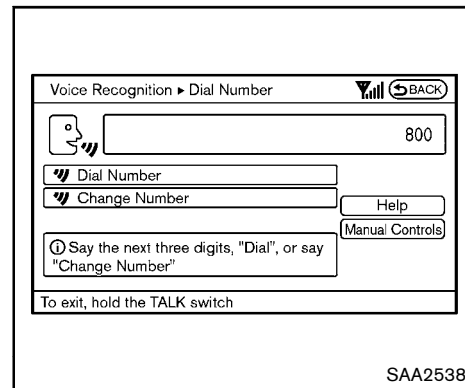 Voice Recognition ▸ Dial Number
BACK
800
Dial Number
Change Number
Help
Manual Controls
Say the next three digits, "Dial", or say
"Change Number"
To exit, hold the TALK switch
SAA2538